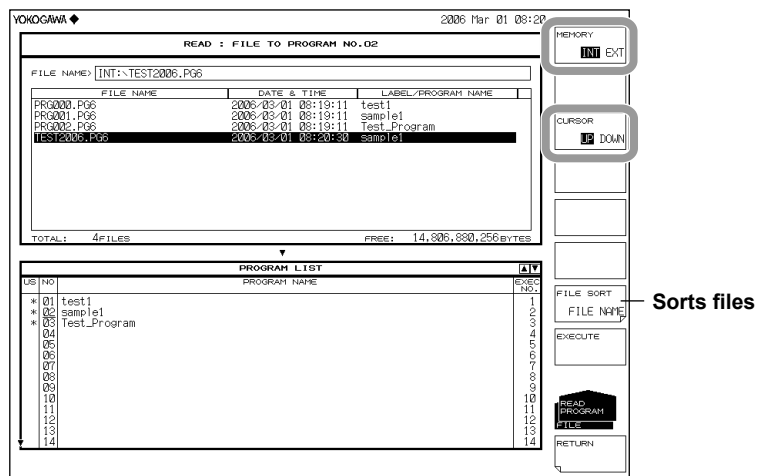 YOKOGAWA ◆ 2006 Mar 01 08:20
READ : FILE TO PROGRAM NO.02
FILE NAME> INT:\TEST2006.PG6
FILE NAME DATE & TIME LABEL/PROGRAM NAME
PRG000.PG6 2006/03/01 08:19:11 test1
PRG001.PG6 2006/03/01 08:19:11 sample1
PRG002.PG6 2006/03/01 08:19:11 Test_Program
TEST2006.PG6 2006/03/01 08:20:30 sample1
TOTAL: 4FILES FREE: 14,806,880,256BYTES
▼
PROGRAM LIST ▲▼
US NO PROGRAM NAME EXEC NO.
* 01 test1 1
* 02 sample1 2
* 03 Test_Program 3
04 4
05 5
06 6
07 7
08 8
09 9
10 10
11 11
12 12
13 13
14 14
MEMORY
INT EXT
CURSOR
UP DOWN
FILE SORT
FILE NAME
Sorts files
EXECUTE
READ
PROGRAM
FILE
RETURN